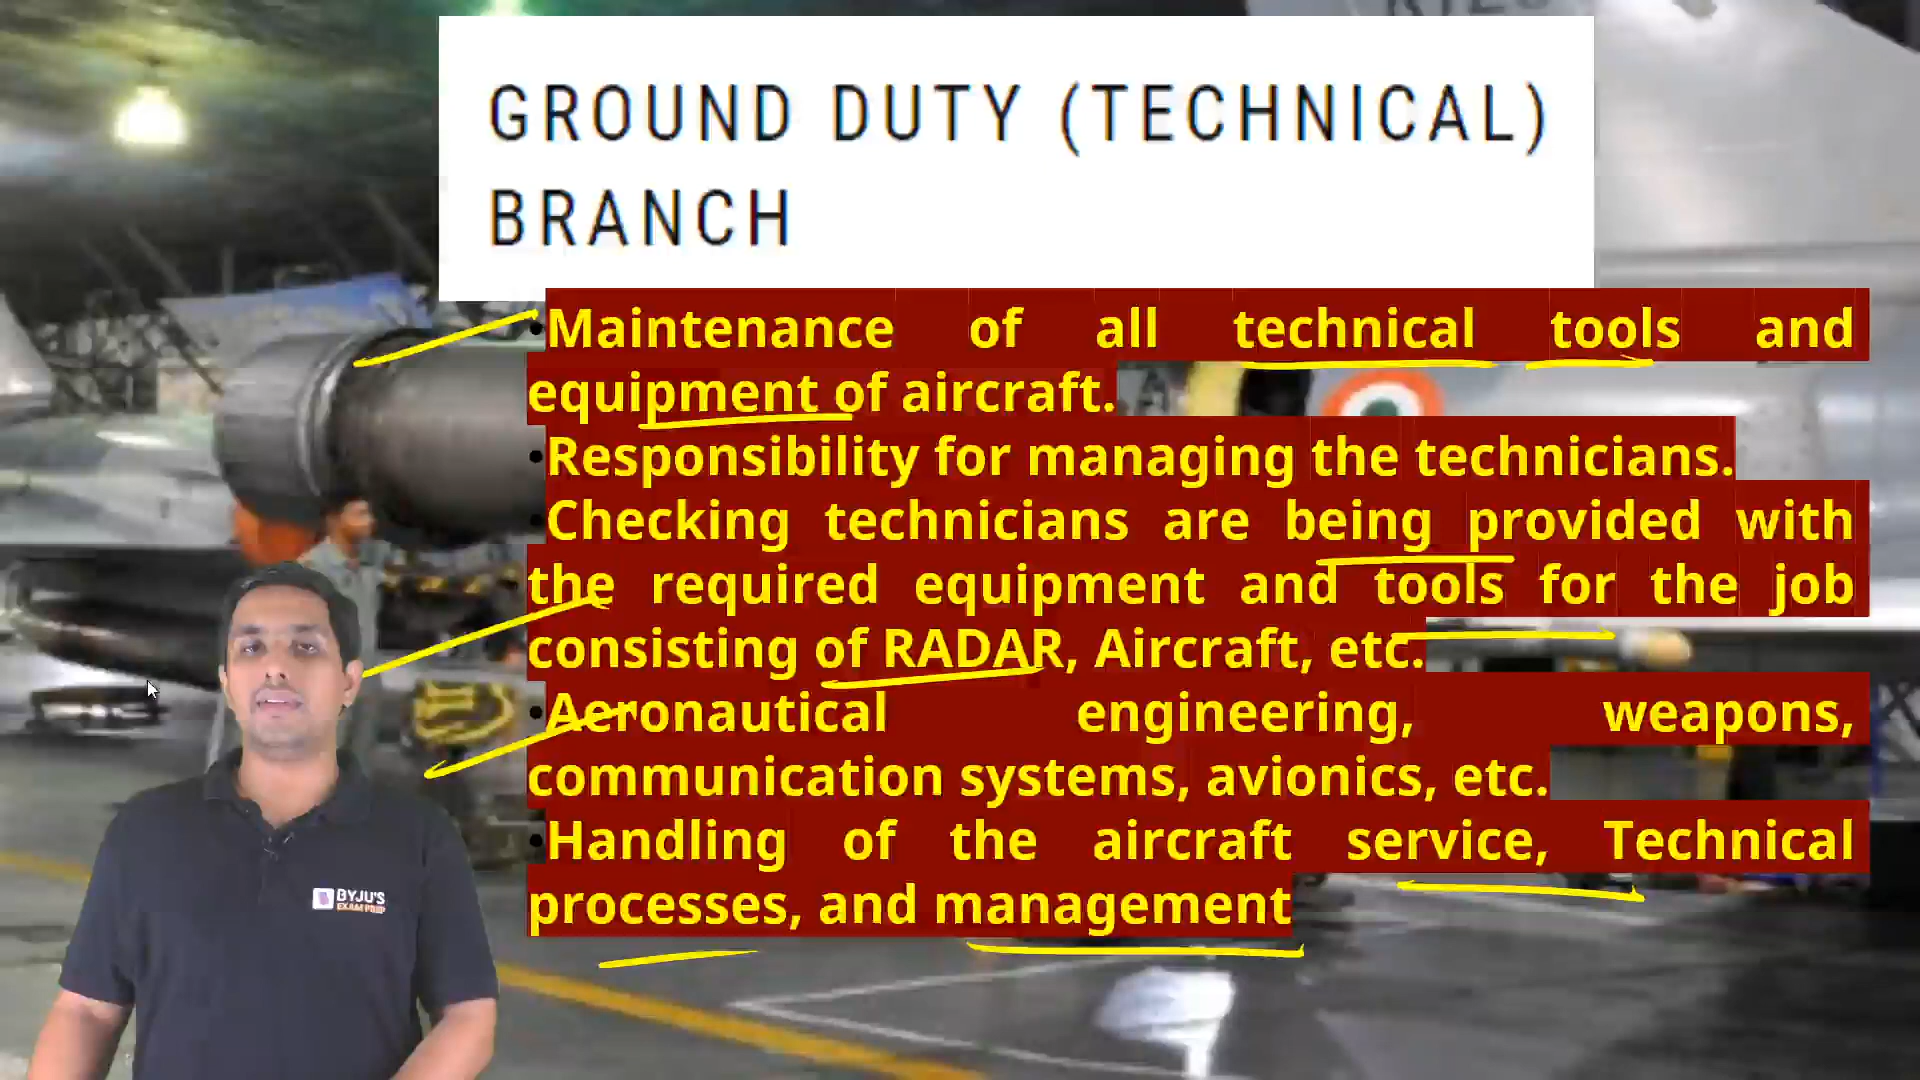 GROUND DUTY (TECHNICAL)
BRANCH
•Maintenance of all technical tools and
equipment of aircraft.
•Responsibility for managing the technicians.
•Checking technicians are being provided with
the required equipment and tools for the job
consisting of RADAR, Aircraft, etc.
•Aeronautical engineering, weapons,
communication systems, avionics, etc.
•Handling of the aircraft service, Technical
processes, and management
BYJU'S
EXAM PREP